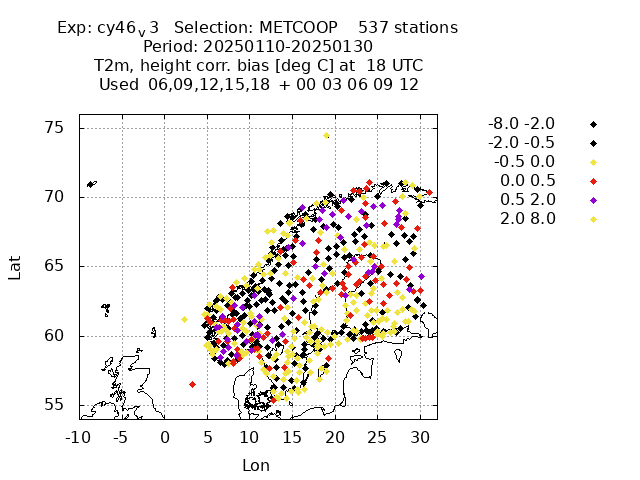 Exp: cy46v3 Selection: METCOOP 537 stations
Period: 20250110-20250130
T2m, height corr. bias [deg C] at 18 UTC
Used 06,09,12,15,18 + 00 03 06 09 12
75
70
65
60
55
Lat
-10 -5 0 5 10 15 20 25 30
Lon
-8.0 -2.0
-2.0 -0.5
-0.5 0.0
0.0 0.5
0.5 2.0
2.0 8.0